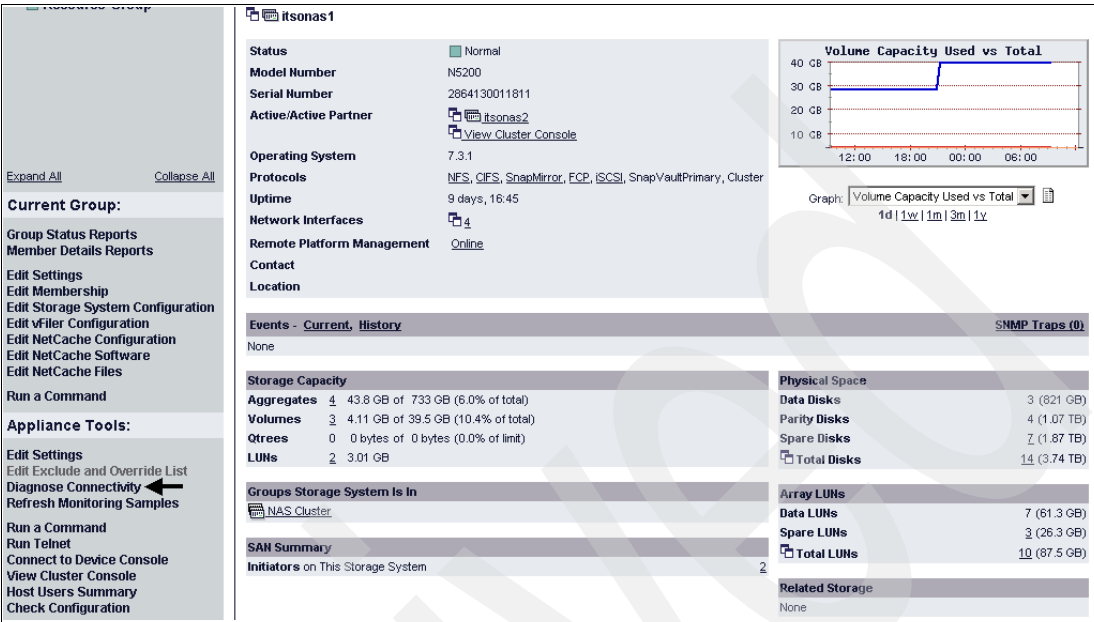 itsonas1
Expand All Collapse All
Current Group:
Group Status Reports
Member Details Reports
Edit Settings
Edit Membership
Edit Storage System Configuration
Edit vFiler Configuration
Edit NetCache Configuration
Edit NetCache Software
Edit NetCache Files
Run a Command
Appliance Tools:
Edit Settings
Edit Exclude and Override List
Diagnose Connectivity
Refresh Monitoring Samples
Run a Command
Run Telnet
Connect to Device Console
View Cluster Console
Host Users Summary
Check Configuration
Status Normal
Model Number N5200
Serial Number 2864130011811
Active/Active Partner itsonas2
View Cluster Console
Operating System 7.3.1
Protocols NFS, CIFS, SnapMirror, FCP, iSCSI, SnapVaultPrimary, Cluster
Uptime 9 days, 16:45
Network Interfaces 4
Remote Platform Management Online
Contact
Location
Volume Capacity Used vs Total
40 GB
30 GB
20 GB
10 GB
12:00 18:00 00:00 06:00
Graph: Volume Capacity Used vs Total
1d | 1w | 1m | 3m | 1y
Events - Current, History SNMP Traps (0)
None
Storage Capacity
Aggregates 4 43.8 GB of 733 GB (6.0% of total)
Volumes 3 4.11 GB of 39.5 GB (10.4% of total)
Qtrees 0 0 bytes of 0 bytes (0.0% of limit)
LUNs 2 3.01 GB
Groups Storage System Is In
NAS Cluster
SAN Summary
Initiators on This Storage System 2
Physical Space
Data Disks 3 (821 GB)
Parity Disks 4 (1.07 TB)
Spare Disks 7 (1.87 TB)
Total Disks 14 (3.74 TB)
Array LUNs
Data LUNs 7 (61.3 GB)
Spare LUNs 3 (26.3 GB)
Total LUNs 10 (87.5 GB)
Related Storage
None